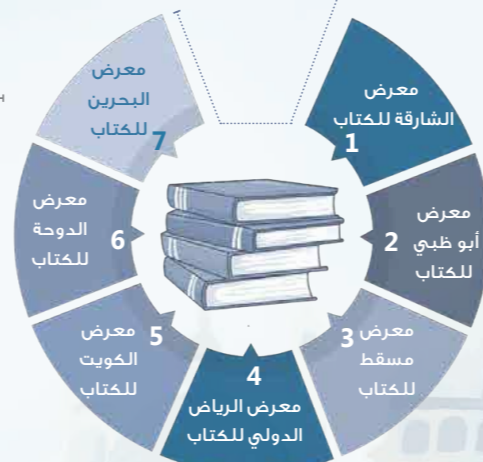 معرض
الشارقة للكتاب
1
معرض
أبو ظبي
للكتاب
2
معرض
مسقط
للكتاب
3
4
معرض الرياض
الدولي للكتاب
معرض
الكويت
للكتاب
5
معرض
الدوحة
للكتاب
6
معرض
البحرين
للكتاب
7